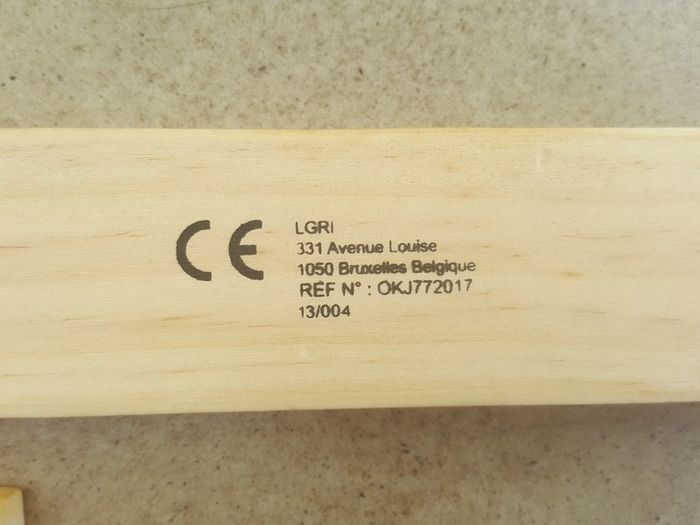 CE
LGRI
331 Avenue Louise
1050 Bruxelles Belgique
REF N° : OKJ772017
13/004